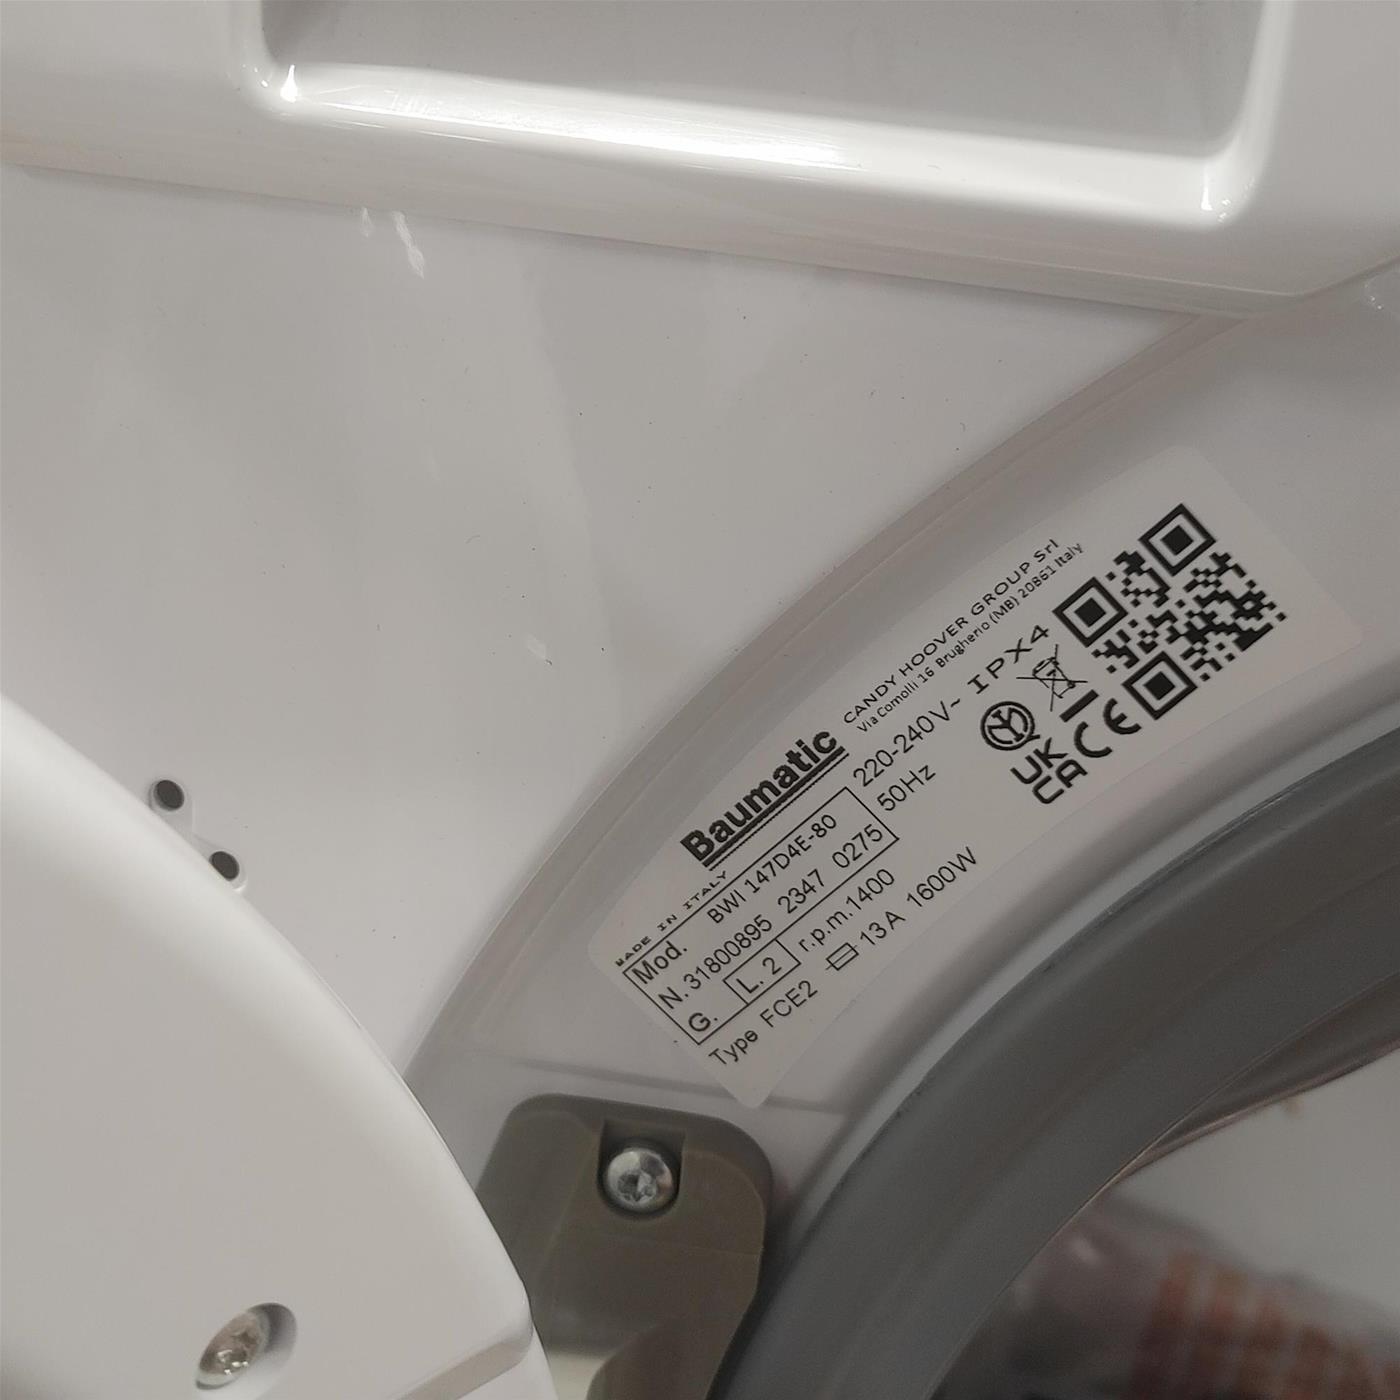 CANDY HOOVER GROUP Srl
Via Comolli 16 Brugherio (MB) 20861 Italy
Baumatic
220-240V~ IPX4
50Hz
MADE IN ITALY
Mod. BWI 147D4E-80
N. 31800895 2347 0275
G. L. 2 r.p.m.1400
Type FCE2 13A 1600W
UK
CA
CE